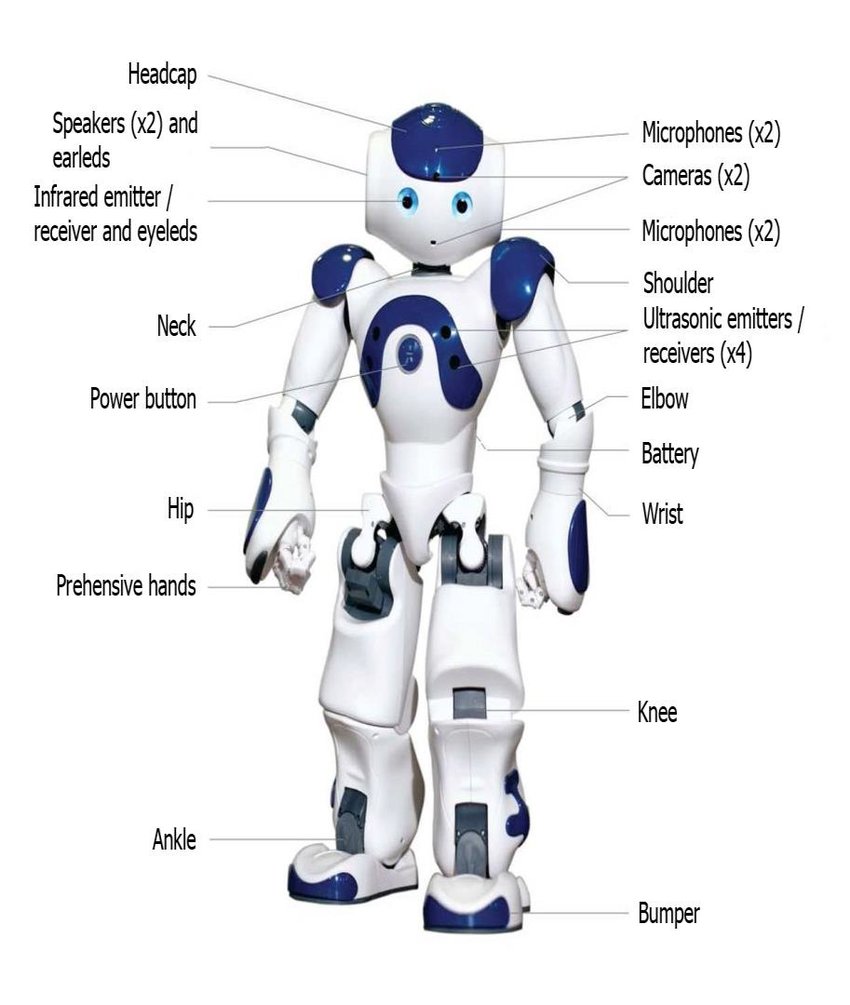 Headcap
Speakers (x2) and
earleds
Infrared emitter /
receiver and eyeleds
Neck
Power button
Hip
Prehensive hands
Ankle
Microphones (x2)
Cameras (x2)
Microphones (x2)
Shoulder
Ultrasonic emitters /
receivers (x4)
Elbow
Battery
Wrist
Knee
Bumper